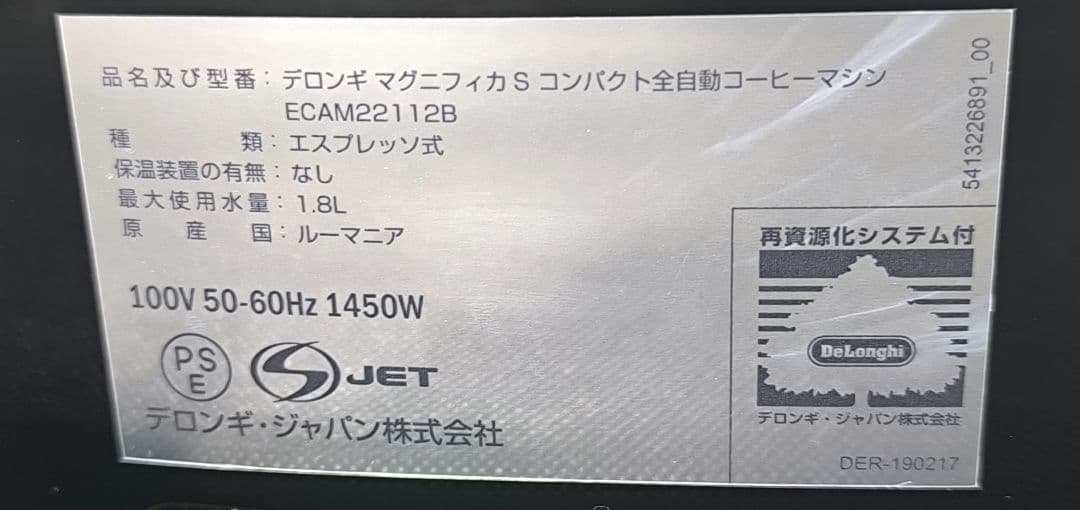 品名及び型番：デロンギ マグニフィカ S コンパクト全自動コーヒーマシン
ECAM22112B
種類：エスプレッソ式
保温装置の有無：なし
最大使用水量：1.8L
原産国：ルーマニア
100V 50-60Hz 1450W
PS
E
S JET
デロンギ・ジャパン株式会社
5413226891_00
再資源化システム付
DeLonghi
デロンギ・ジャパン株式会社
DER-190217